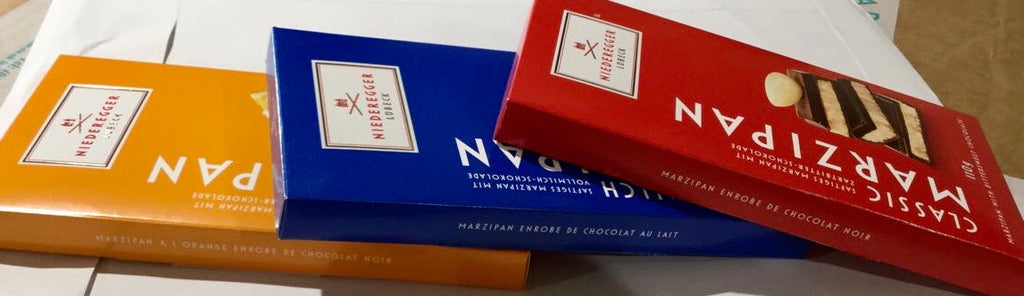 NIEDEREGGER
LÜBECK
PAN
MARZIPAN MIT
MARZIPAN A L'ORANGE ENROBE DE CHOCOLAT NOIR
NIEDEREGGER
LÜBECK
PAN
SAFTIGES MARZIPAN MIT
VOLLMILCH-SCHOKOLADE
MARZIPAN ENROBE DE CHOCOLAT AU LAIT
NIEDEREGGER
LÜBECK
CLASSIC
MARZIPAN
SAFTIGES MARZIPAN MIT
ZARTBITTER-SCHOKOLADE
MARZIPAN ENROBE DE CHOCOLAT NOIR